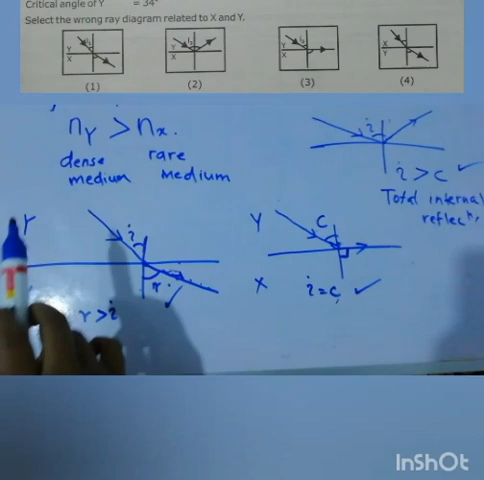 Critical angle of Y = 34°
Select the wrong ray diagram related to X and Y.
Y
X
Y
X
Y
X
X
(1)
(2)
(3)
(4)
nY > nx.
dense
medium
rare
medium
i
i > c ✓
Total internal
reflec
Y
i
r
r > i
✓
Y
C
X
i = c ✓
InShOt